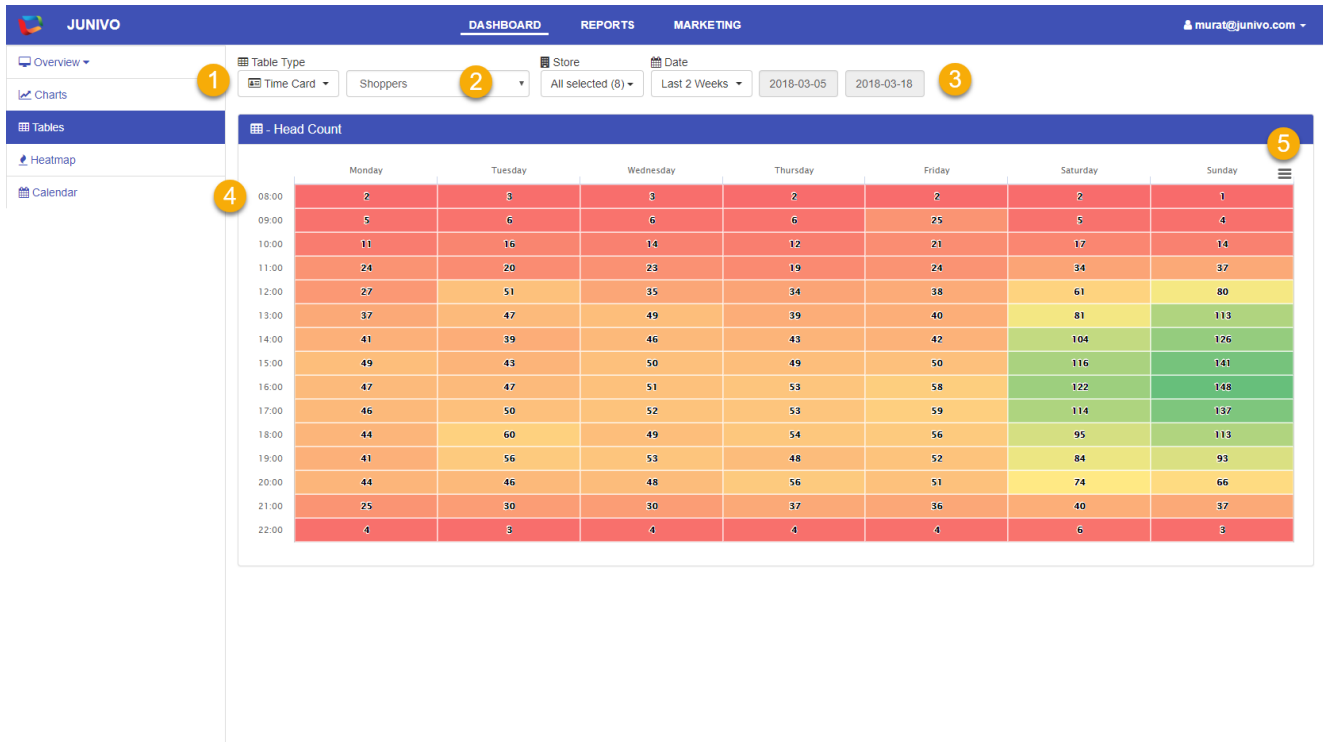 JUNIVO DASHBOARD REPORTS MARKETING murat@junivo.com
Overview
Charts
Tables
Heatmap
Calendar
1 Table Type Store Date
Time Card Shoppers 2 All selected (8) Last 2 Weeks 2018-03-05 2018-03-18 3
- Head Count
5
Monday Tuesday Wednesday Thursday Friday Saturday Sunday
4
08:00 2 3 3 2 2 2 1
09:00 5 6 6 6 25 5 4
10:00 11 16 14 12 21 17 14
11:00 24 20 23 19 24 34 37
12:00 27 51 35 34 38 61 80
13:00 37 47 49 39 40 81 113
14:00 41 39 46 43 42 104 126
15:00 49 43 50 49 50 116 141
16:00 47 47 51 53 58 122 148
17:00 46 50 52 53 59 114 137
18:00 44 60 49 54 56 95 113
19:00 41 56 53 48 52 84 93
20:00 44 46 48 56 51 74 66
21:00 25 30 30 37 36 40 37
22:00 4 3 4 4 4 6 3